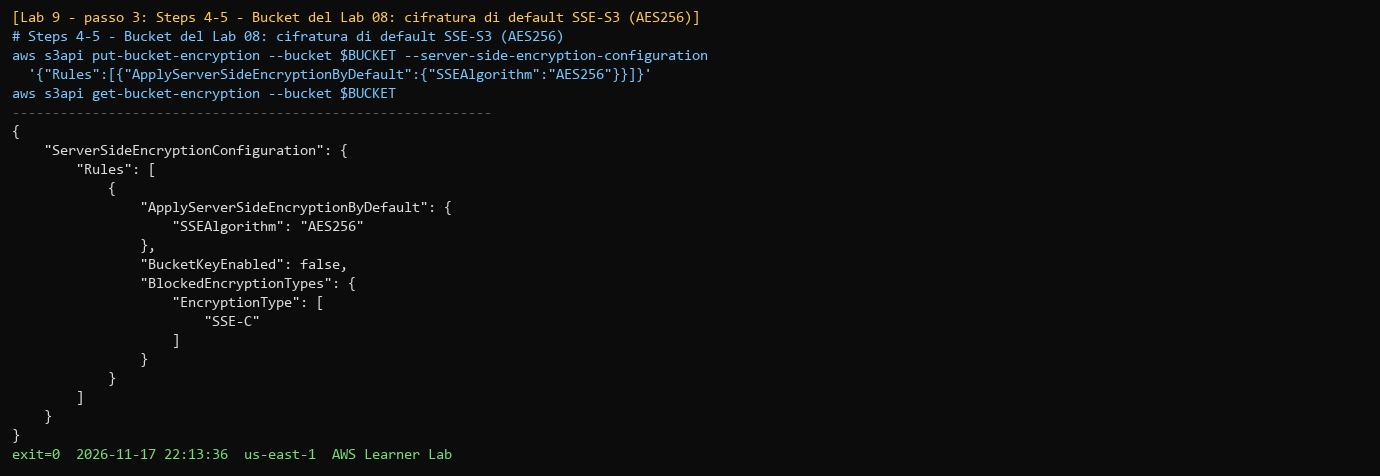 [Lab 9 - passo 3: Steps 4-5 - Bucket del Lab 08: cifratura di default SSE-S3 (AES256)]
# Steps 4-5 - Bucket del Lab 08: cifratura di default SSE-S3 (AES256)
aws s3api put-bucket-encryption --bucket $BUCKET --server-side-encryption-configuration
  '{"Rules":[{"ApplyServerSideEncryptionByDefault":{"SSEAlgorithm":"AES256"}}]}'
aws s3api get-bucket-encryption --bucket $BUCKET
------------------------------------------------------------
{
    "ServerSideEncryptionConfiguration": {
        "Rules": [
            {
                "ApplyServerSideEncryptionByDefault": {
                    "SSEAlgorithm": "AES256"
                },
                "BucketKeyEnabled": false,
                "BlockedEncryptionTypes": {
                    "EncryptionType": [
                        "SSE-C"
                    ]
                }
            }
        ]
    }
}
exit=0  2026-11-17 22:13:36  us-east-1  AWS Learner Lab